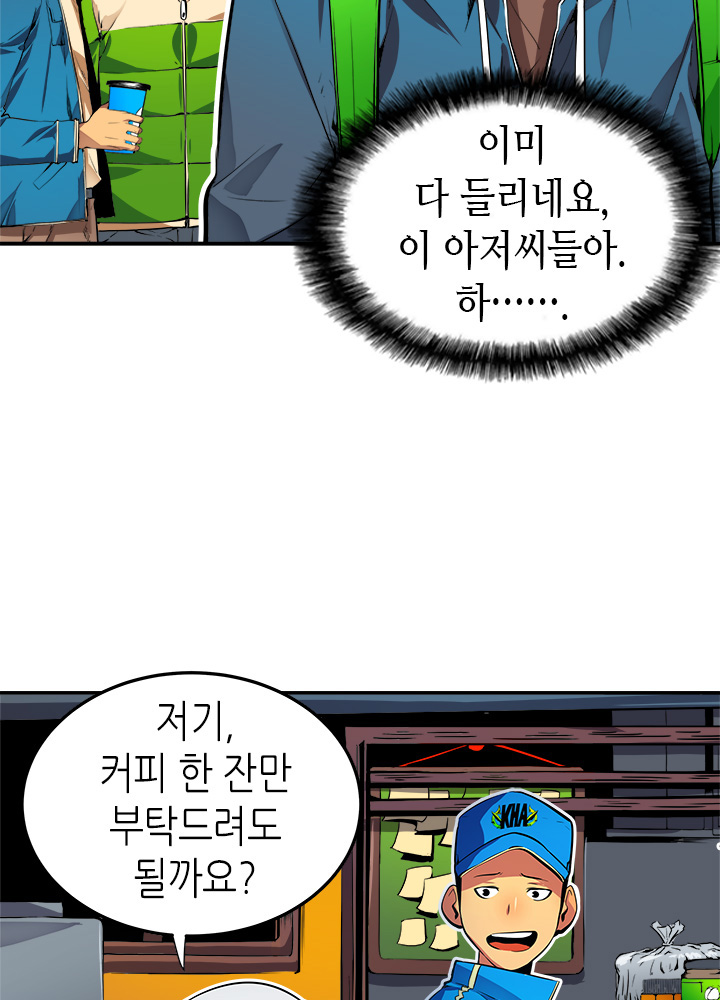 이미
다 들리네요,
이 아저씨들아.
하…….
저기,
커피 한 잔만
부탁드려도
될까요?
KHA